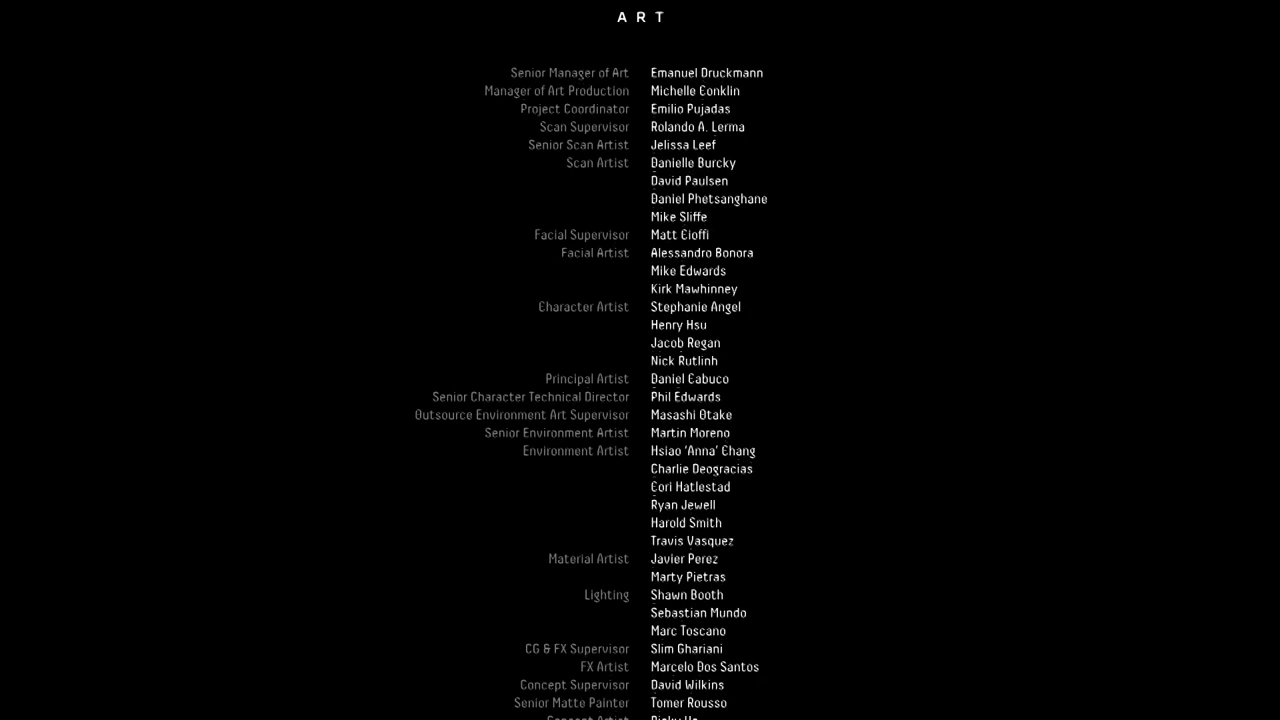 ART
Senior Manager of Art Emanuel Druckmann
Manager of Art Production Michelle Conklin
Project Coordinator Emilio Pujadas
Scan Supervisor Rolando A. Lerma
Senior Scan Artist Jelissa Leef
Scan Artist Danielle Burcky
David Paulsen
Daniel Phetsanghane
Mike Sliffe
Facial Supervisor Matt Cioffi
Facial Artist Alessandro Bonora
Mike Edwards
Kirk Mawhinney
Character Artist Stephanie Angel
Henry Hsu
Jacob Regan
Nick Rutlinh
Principal Artist Daniel Cabuco
Senior Character Technical Director Phil Edwards
Outsource Environment Art Supervisor Masashi Otake
Senior Environment Artist Martin Moreno
Environment Artist Hsiao 'Anna' Chang
Charlie Deogracias
Cori Hatlestad
Ryan Jewell
Harold Smith
Travis Vasquez
Material Artist Javier Perez
Marty Pietras
Lighting Shawn Booth
Sebastian Mundo
Marc Toscano
CG & FX Supervisor Slim Ghariani
FX Artist Marcelo Dos Santos
Concept Supervisor David Wilkins
Senior Matte Painter Tomer Rousso
Concept Artist